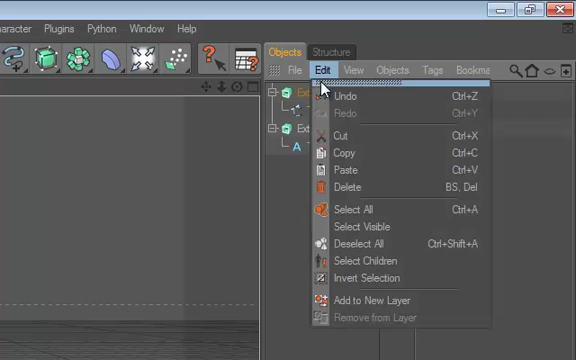 aracter Plugins Python Window Help
Objects Structure
File Edit View Objects Tags Bookma
Ext
Undo Ctrl+Z
Redo Ctrl+Y
Ext
Cut Ctrl+X
Copy Ctrl+C
Paste Ctrl+V
Delete BS, Del
Select All Ctrl+A
Select Visible
Deselect All Ctrl+Shift+A
Select Children
Invert Selection
Add to New Layer
Remove from Layer